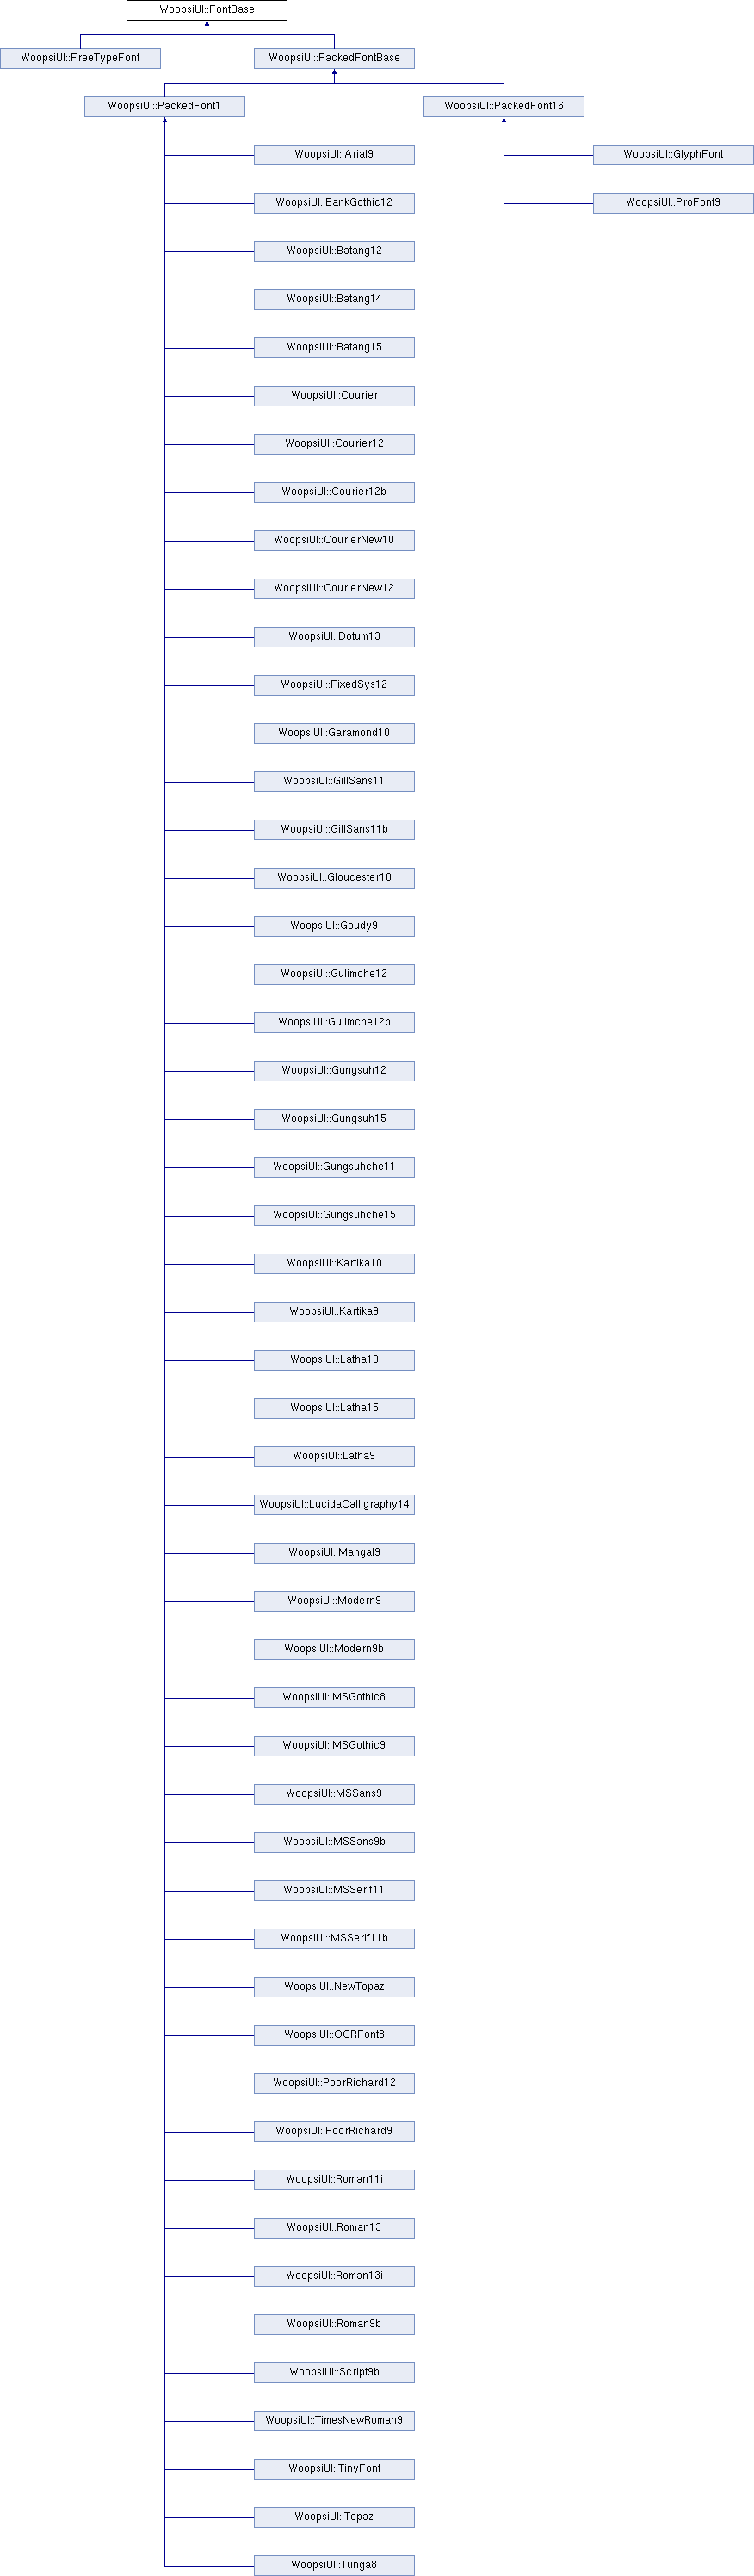 WoopsiUI::FontBase
WoopsiUI::FreeTypeFont
WoopsiUI::PackedFontBase
WoopsiUI::PackedFont1
WoopsiUI::PackedFont16
WoopsiUI::Arial9
WoopsiUI::GlyphFont
WoopsiUI::BankGothic12
WoopsiUI::ProFont9
WoopsiUI::Batang12
WoopsiUI::Batang14
WoopsiUI::Batang15
WoopsiUI::Courier
WoopsiUI::Courier12
WoopsiUI::Courier12b
WoopsiUI::CourierNew10
WoopsiUI::CourierNew12
WoopsiUI::Dotum13
WoopsiUI::FixedSys12
WoopsiUI::Garamond10
WoopsiUI::GillSans11
WoopsiUI::GillSans11b
WoopsiUI::Gloucester10
WoopsiUI::Goudy9
WoopsiUI::Gulimche12
WoopsiUI::Gulimche12b
WoopsiUI::Gungsuh12
WoopsiUI::Gungsuh15
WoopsiUI::Gungsuhche11
WoopsiUI::Gungsuhche15
WoopsiUI::Kartika10
WoopsiUI::Kartika9
WoopsiUI::Latha10
WoopsiUI::Latha15
WoopsiUI::Latha9
WoopsiUI::LucidaCalligraphy14
WoopsiUI::Mangal9
WoopsiUI::Modern9
WoopsiUI::Modern9b
WoopsiUI::MSGothic8
WoopsiUI::MSGothic9
WoopsiUI::MSSans9
WoopsiUI::MSSans9b
WoopsiUI::MSSerif11
WoopsiUI::MSSerif11b
WoopsiUI::NewTopaz
WoopsiUI::OCRFont8
WoopsiUI::PoorRichard12
WoopsiUI::PoorRichard9
WoopsiUI::Roman11i
WoopsiUI::Roman13
WoopsiUI::Roman13i
WoopsiUI::Roman9b
WoopsiUI::Script9b
WoopsiUI::TimesNewRoman9
WoopsiUI::TinyFont
WoopsiUI::Topaz
WoopsiUI::Tunga8